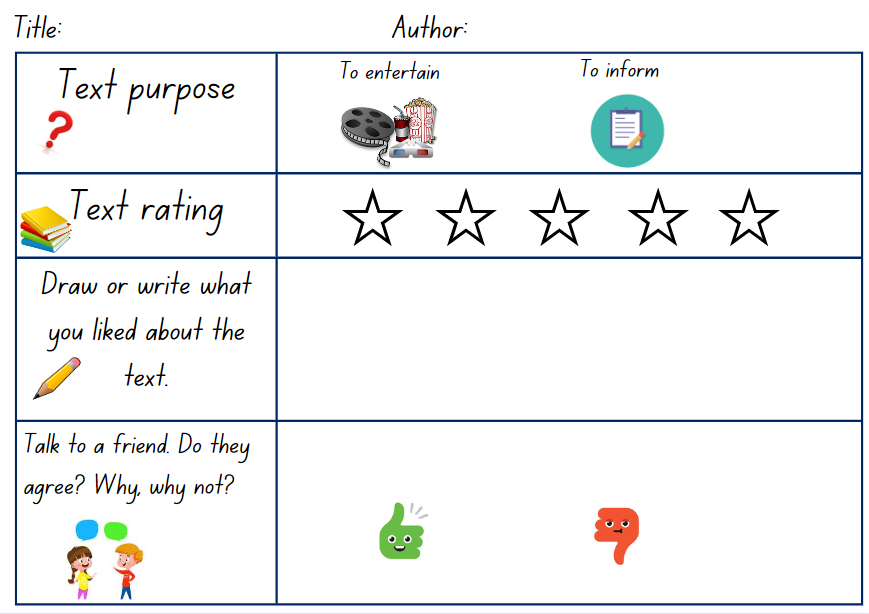 Title:
Author:
Text purpose
To entertain
To inform
Text rating
Draw or write what
you liked about the
text.
Talk to a friend. Do they
agree? Why, why not?